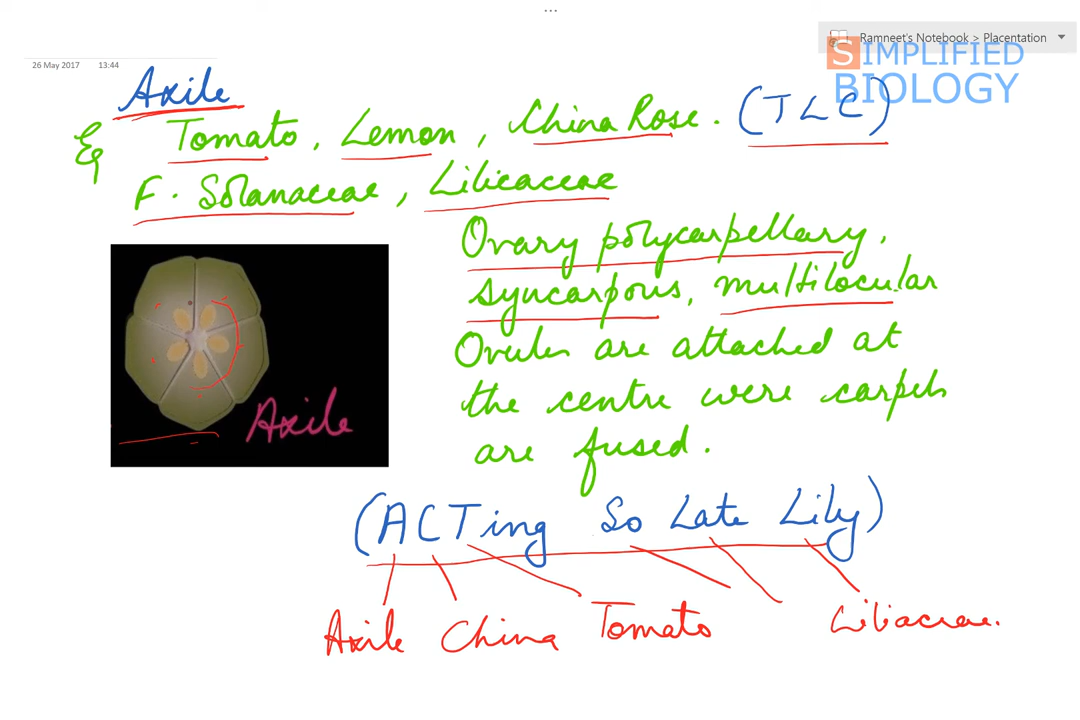 Ramneet's Notebook > Placentation
SIMPLIFIED
BIOLOGY
26 May 2017 13:44
Axile
Eg Tomato, Lemon, China Rose. (TLC)
F. Solanaceae, Lilicaceae
Ovary polycarpellary,
syncarpous, multilocular
Ovules are attached at
the centre were carpels
are fused.
Axile
(ACTing So Late Lily)
Axile China Tomato Liliaceae.